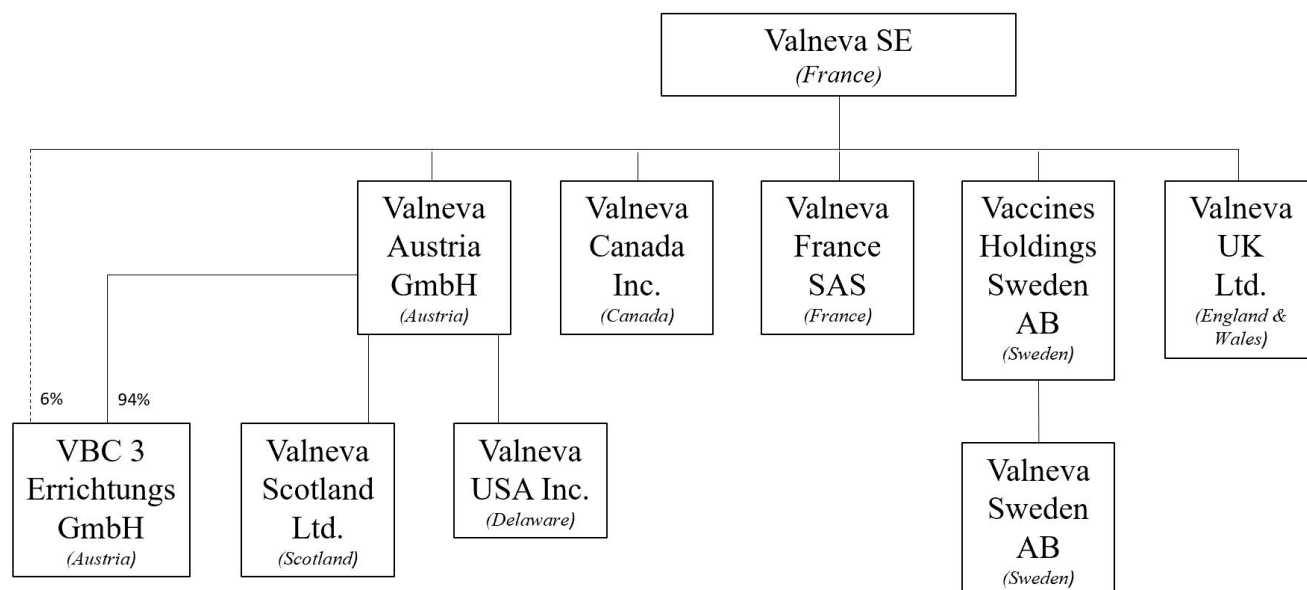 Valneva SE
(France)
Valneva
Austria
GmbH
(Austria)
Valneva
Canada
Inc.
(Canada)
Valneva
France
SAS
(France)
Vaccines
Holdings
Sweden
AB
(Sweden)
Valneva
UK
Ltd.
(England &
Wales)
6%
94%
VBC 3
Errichtungs
GmbH
(Austria)
Valneva
Scotland
Ltd.
(Scotland)
Valneva
USA Inc.
(Delaware)
Valneva
Sweden
AB
(Sweden)